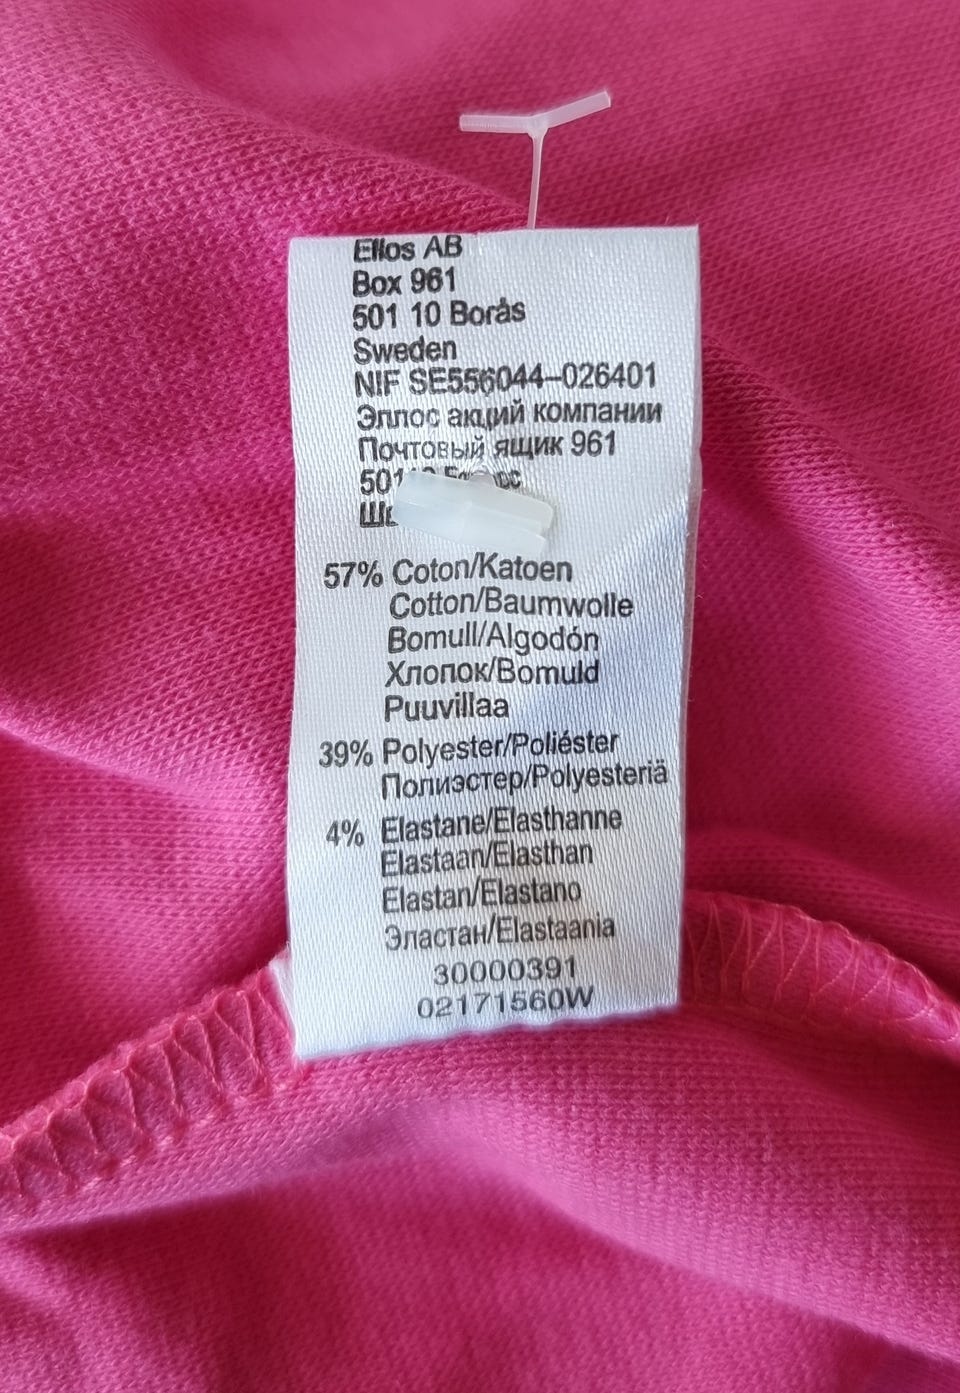 Ellos AB
Box 961
501 10 Borås
Sweden
NIF SE556044-026401
Эллос акций компании
Почтовый ящик 961
57% Coton/Katoen
Cotton/Baumwolle
Bomull/Algodón
Хлопок/Bomuld
Puuvillaa
39% Polyester/Poliéster
Полиэстер/Polyesteriä
4% Elastane/Elasthanne
Elastaan/Elasthan
Elastan/Elastano
Эластан/Elastaania
30000391
02171560W